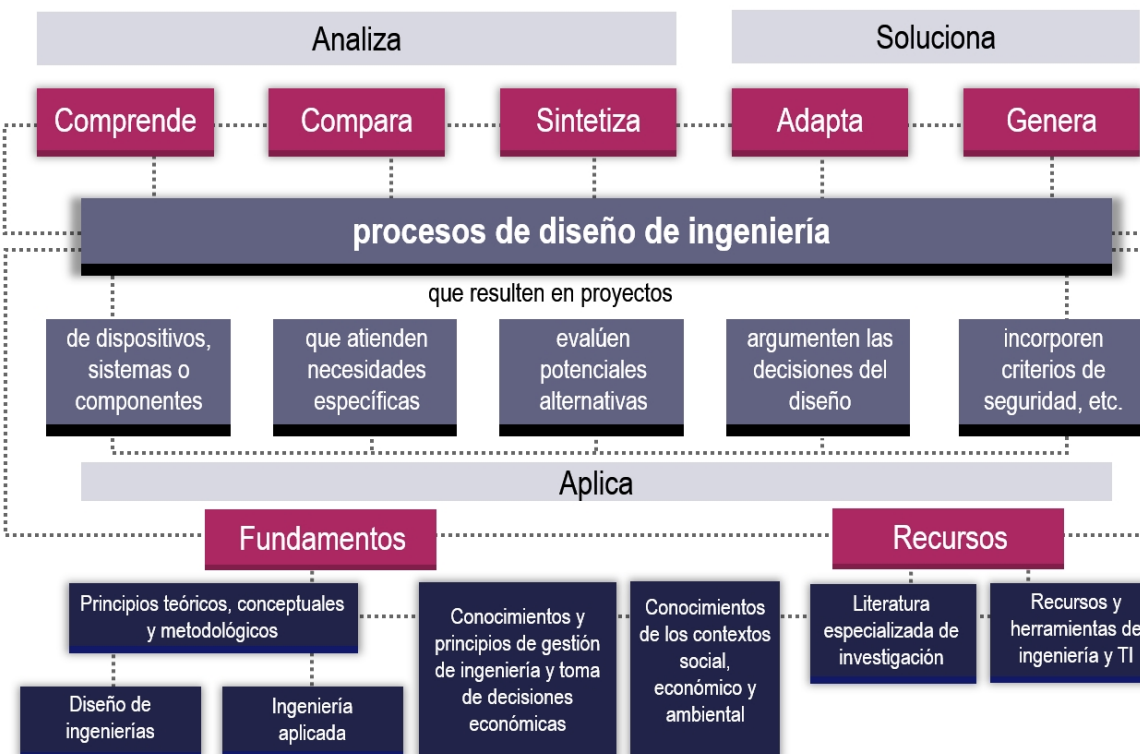 Analiza
Soluciona
Comprende
Compara
Sintetiza
Adapta
Genera
procesos de diseño de ingeniería
que resulten en proyectos
de dispositivos,
sistemas o
componentes
que atienden
necesidades
específicas
evalúen
potenciales
alternativas
argumenten las
decisiones del
diseño
incorporen
criterios de
seguridad, etc.
Aplica
Fundamentos
Recursos
Principios teóricos, conceptuales
y metodológicos
Diseño de
ingenierías
Ingeniería
aplicada
Conocimientos y
principios de gestión
de ingeniería y toma
de decisiones
económicas
Conocimientos
de los contextos
social,
económico y
ambiental
Literatura
especializada de
investigación
Recursos y
herramientas de
ingeniería y TI